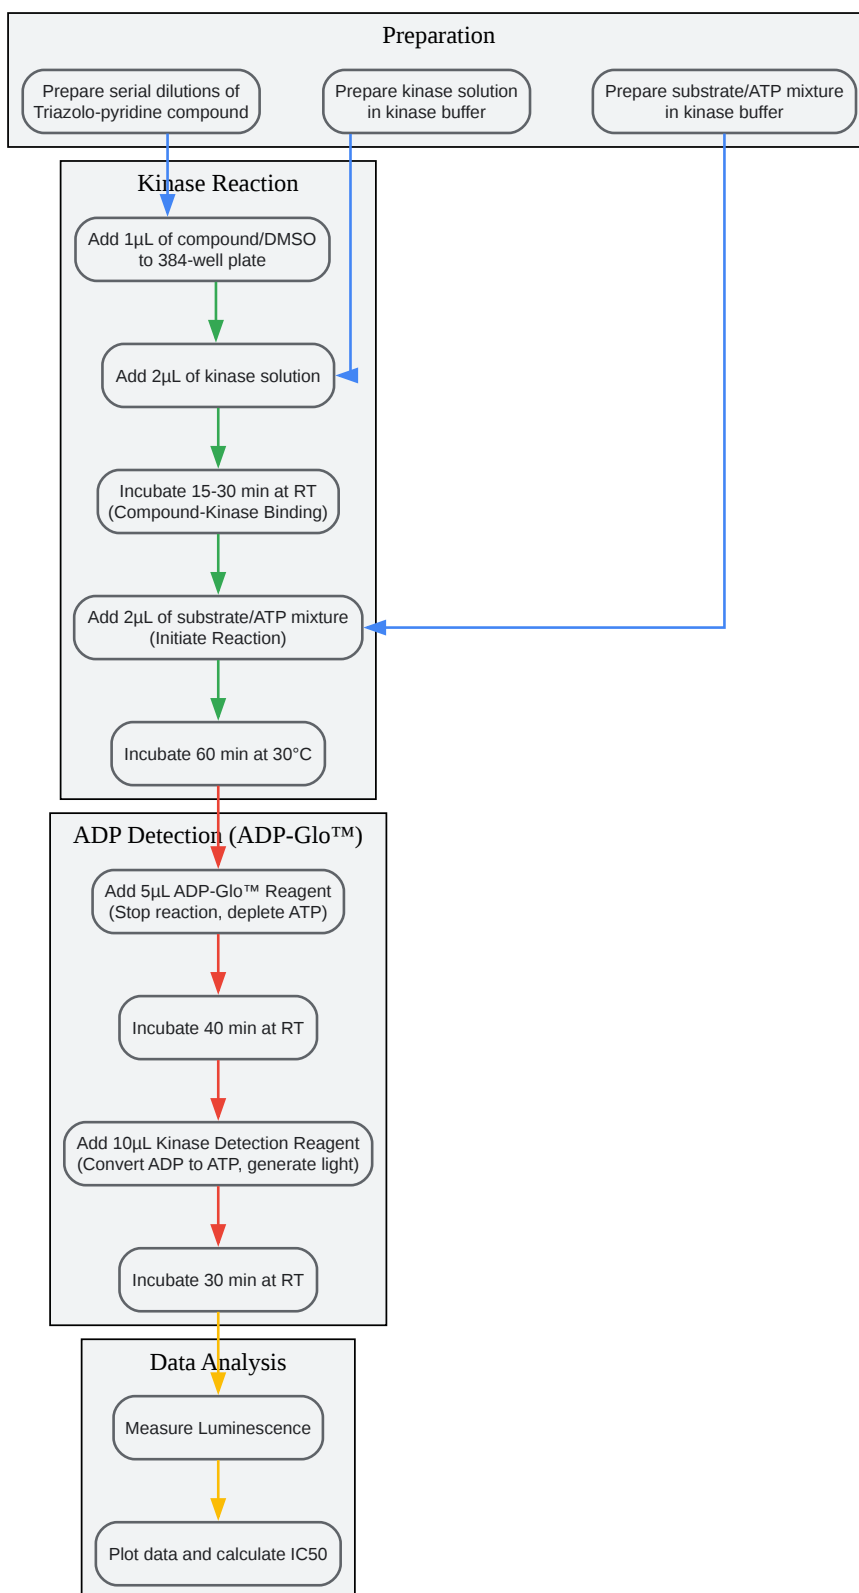 Preparation
Prepare serial dilutions of
Triazolo-pyridine compound
Prepare kinase solution
in kinase buffer
Prepare substrate/ATP mixture
in kinase buffer
Kinase Reaction
Add 1µL of compound/DMSO
to 384-well plate
Add 2µL of kinase solution
Incubate 15-30 min at RT
(Compound-Kinase Binding)
Add 2µL of substrate/ATP mixture
(Initiate Reaction)
Incubate 60 min at 30°C
ADP Detection (ADP-Glo™)
Add 5µL ADP-Glo™ Reagent
(Stop reaction, deplete ATP)
Incubate 40 min at RT
Add 10µL Kinase Detection Reagent
(Convert ADP to ATP, generate light)
Incubate 30 min at RT
Data Analysis
Measure Luminescence
Plot data and calculate IC50